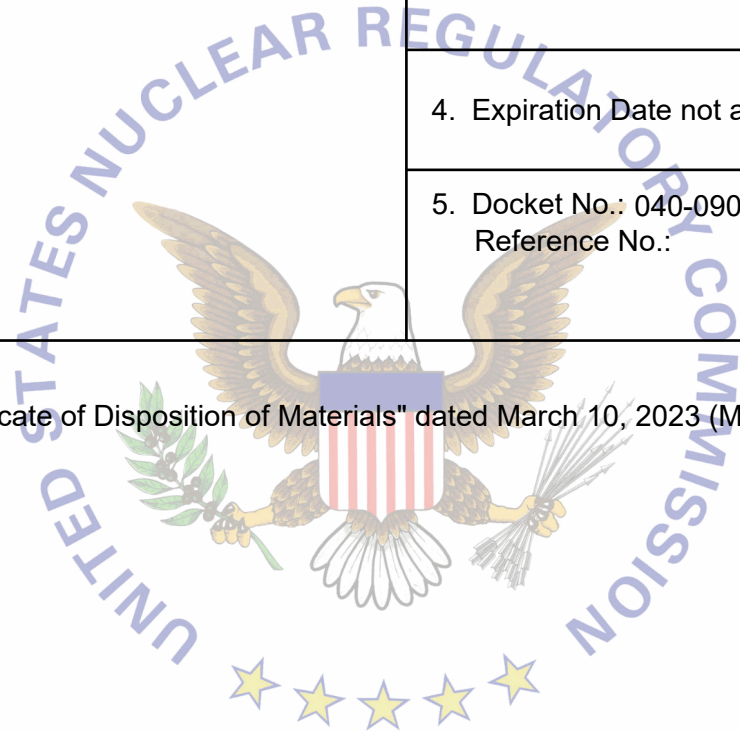 UNITED STATES NUCLEAR REGULATORY COMMISSION
4. Expiration Date not
5. Docket No.: 040-090
Reference No.:
of Disposition of Materials" dated March 10, 2023